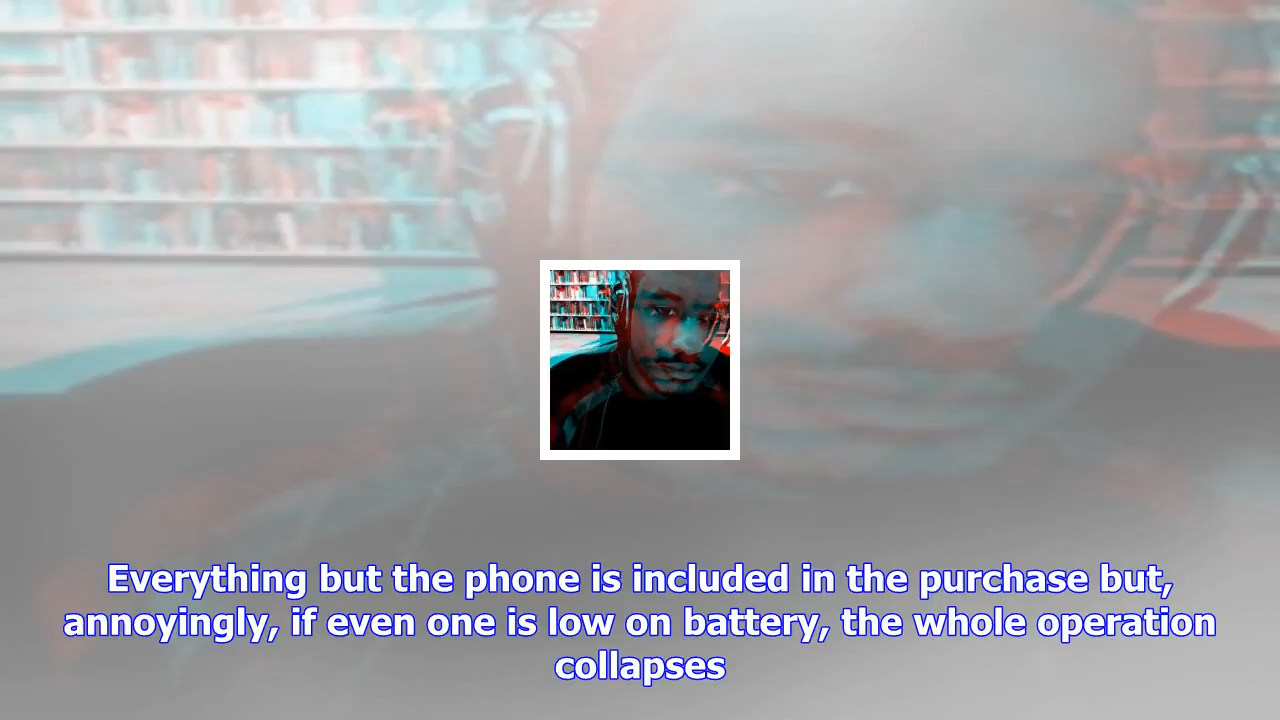 Everything but the phone is included in the purchase but,
annoyingly, if even one is low on battery, the whole operation
collapses